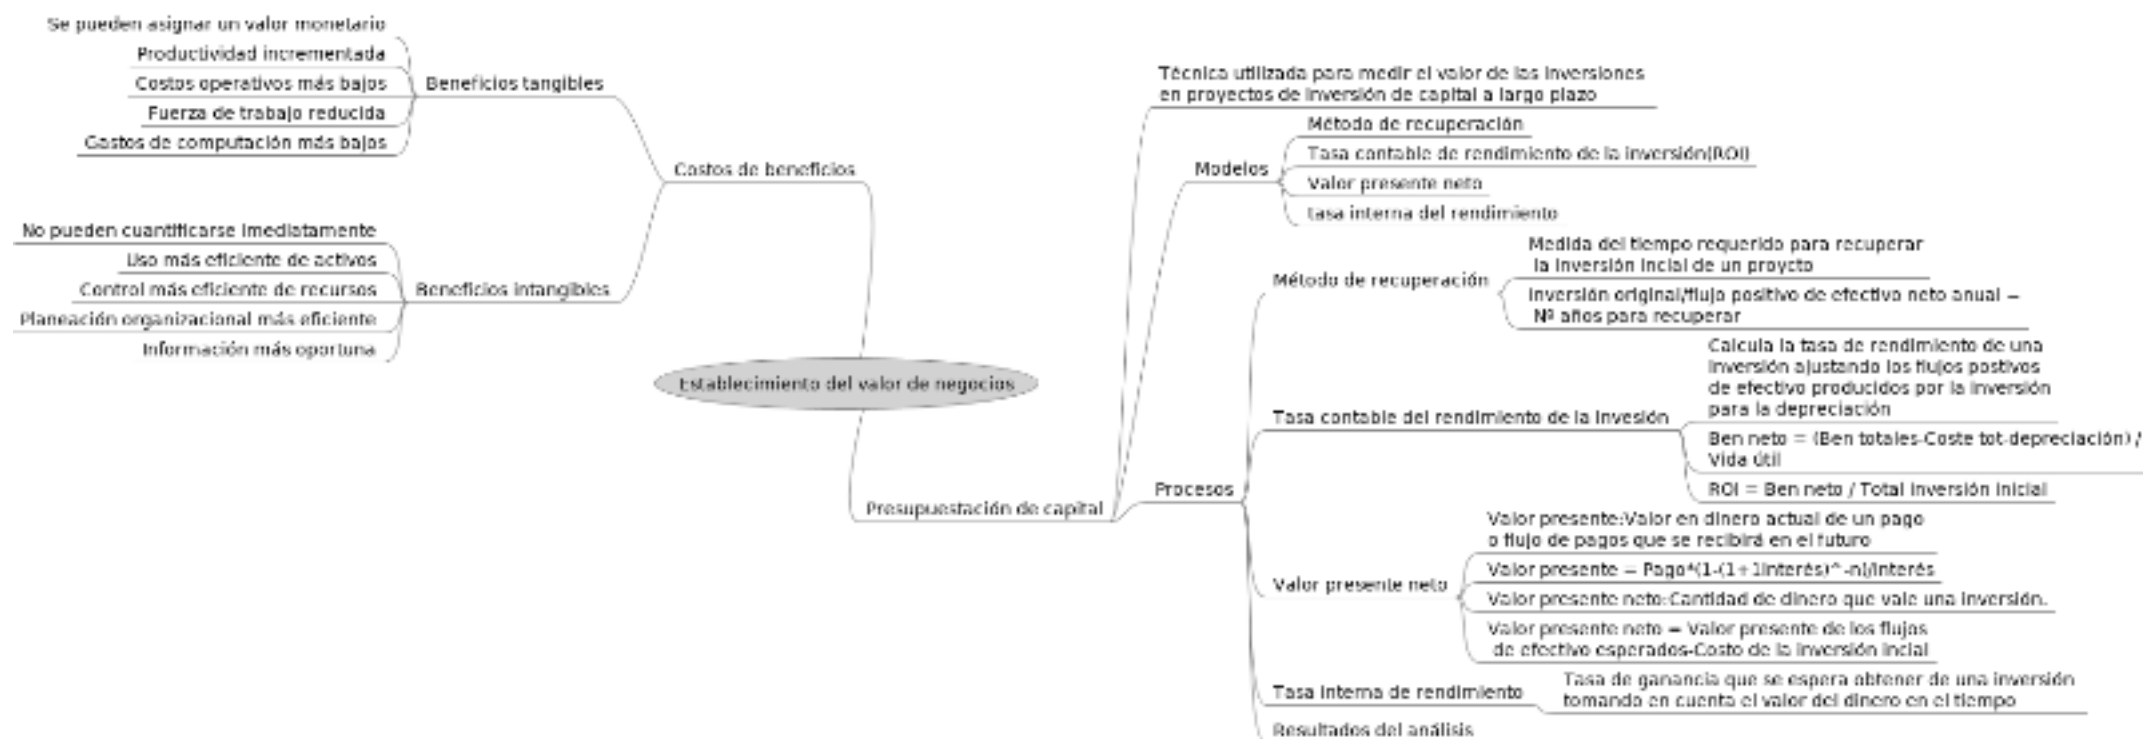 Se pueden asignar un valor monetario
Productividad incrementada
Costos operativos más bajos
Fuerza de trabajo reducida
Gastos de computación más bajos
Beneficios tangibles
Costos de beneficios
No pueden cuantificarse imediatamente
Uso más eficiente de activos
Control más eficiente de recursos
Planeación organizacional más eficiente
Información más oportuna
Beneficios intangibles
Establecimiento del valor de negocios
Presupuestación de capital
Técnica utilizada para medir el valor de las inversiones
en proyectos de inversión de capital a largo plazo
Modelos
Método de recuperación
Tasa contable de rendimiento de la inversión(ROI)
Valor presente neto
tasa interna del rendimiento
Procesos
Método de recuperación
Medida del tiempo requerido para recuperar
la inversión incial de un proycto
Inversión original/flujo positivo de efectivo neto anual =
Nº años para recuperar
Tasa contable del rendimiento de la invesión
Calcula la tasa de rendimiento de una
inversión ajustando los flujos postivos
de efectivo producidos por la inversión
para la depreciación
Ben neto = (Ben totales-Coste tot-depreciación) /
Vida útil
ROI = Ben neto / Total inversión inicial
Valor presente neto
Valor presente:Valor en dinero actual de un pago
o flujo de pagos que se recibirá en el futuro
Valor presente = Pago*(1-(1+1interés)^-n)/interés
Valor presente neto:Cantidad de dinero que vale una inversión.
Valor presente neto = Valor presente de los flujos
de efectivo esperados-Costo de la inversión incial
Tasa interna de rendimiento
Tasa de ganancia que se espera obtener de una inversión
tomando en cuenta el valor del dinero en el tiempo
Resultados del análisis